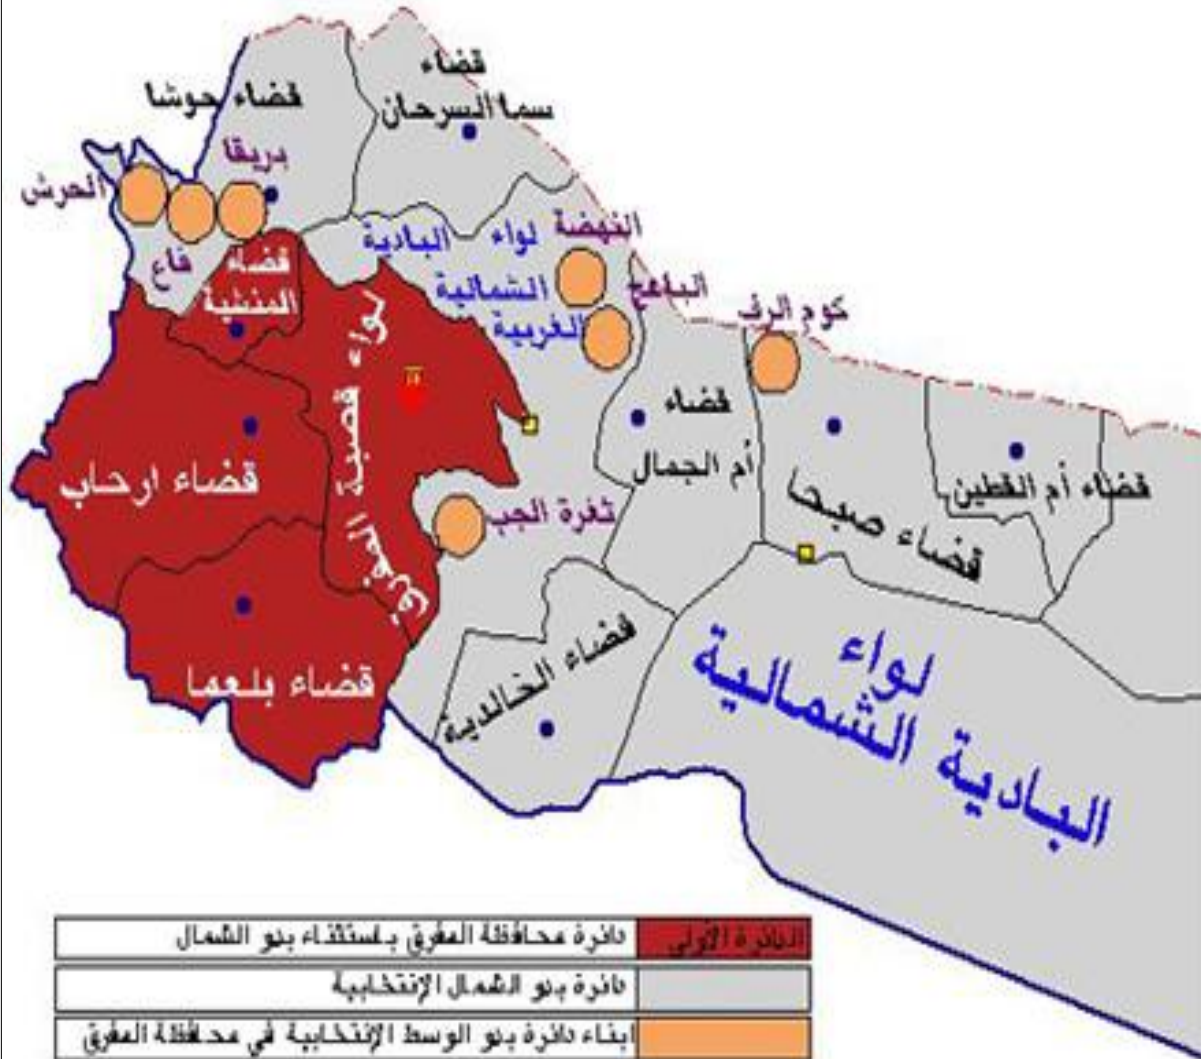 قضاء
سما السرحان
قضاء حوشا
بريقا
الحرش
فاع
قضاء
المنشية
لواء البادية
الشمالية
الغربية
النهضة
الباعج
كوم الرف
لواء قصبة المفرق
قضاء ارحاب
قضاء بلعما
ثغرة الجب
قضاء
أم الجمال
قضاء صبحا
قضاء أم القطين
قضاء الخالدية
لواء
البادية الشمالية
الدائرة الأولى دائرة محافظة المفرق باستثناء بدو الشمال
دائرة بدو الشمال الإنتخابية
ابناء دائرة بدو الوسط الإنتخابية في محافظة المفرق